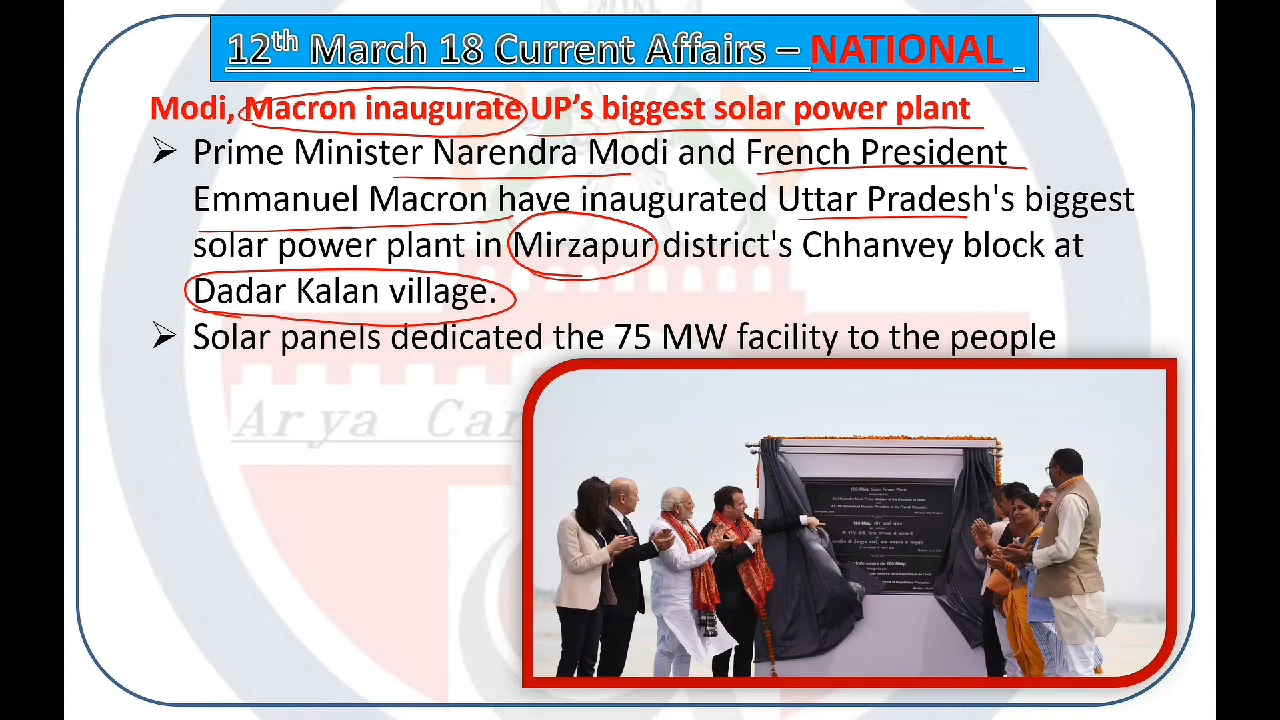 12th March 18 Current Affairs – NATIONAL
Modi, Macron inaugurate UP's biggest solar power plant
➢ Prime Minister Narendra Modi and French President
Emmanuel Macron have inaugurated Uttar Pradesh's biggest
solar power plant in Mirzapur district's Chhanvey block at
Dadar Kalan village.
➢ Solar panels dedicated the 75 MW facility to the people
Arya Car